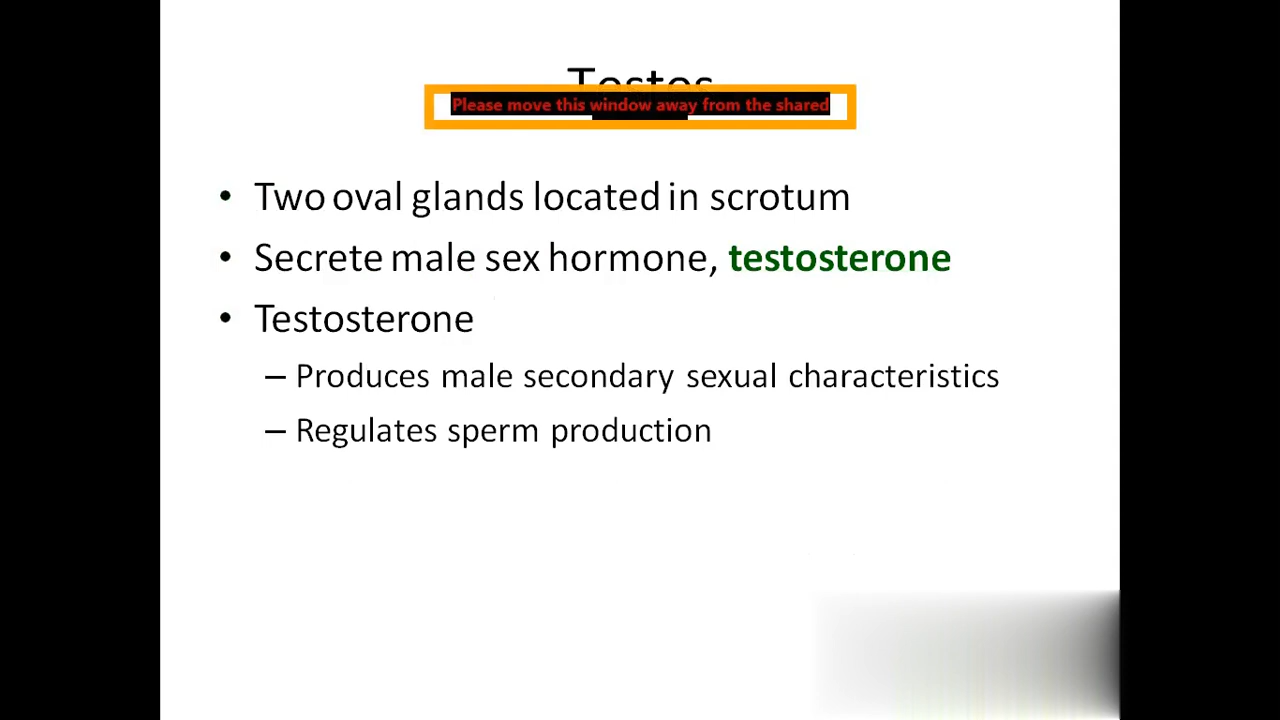 Testes
Please move this window away from the shared
• Two oval glands located in scrotum
• Secrete male sex hormone, testosterone
• Testosterone
– Produces male secondary sexual characteristics
– Regulates sperm production